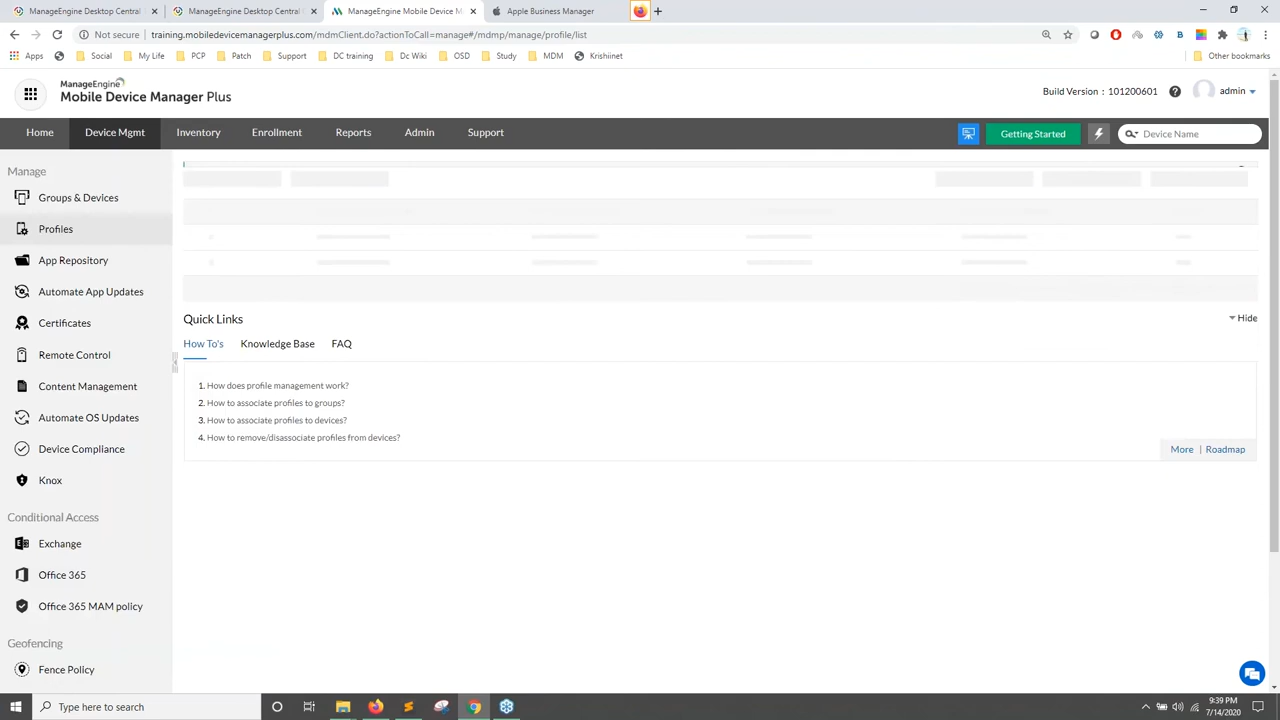 ManageEngine Desktop Central
ManageEngine Desktop Central
ManageEngine Mobile Device M
Apple Business Manager
Not secure
training.mobiledevicemanagerplus.com/mdmClient.do?actionToCall=manage#/mdmp/manage/profile/list
Apps
Social
My Life
PCP
Patch
Support
DC training
Dc Wiki
OSD
Study
MDM
Krishiinet
Other bookmarks
ManageEngine
Mobile Device Manager Plus
Build Version : 101200601
admin
Home
Device Mgmt
Inventory
Enrollment
Reports
Admin
Support
Getting Started
Device Name
Manage
Groups & Devices
Profiles
App Repository
Automate App Updates
Certificates
Remote Control
Content Management
Automate OS Updates
Device Compliance
Knox
Conditional Access
Exchange
Office 365
Office 365 MAM policy
Geofencing
Fence Policy
Quick Links
Hide
How To's
Knowledge Base
FAQ
1. How does profile management work?
2. How to associate profiles to groups?
3. How to associate profiles to devices?
4. How to remove/disassociate profiles from devices?
More | Roadmap
Type here to search
9:39 PM
7/14/2020